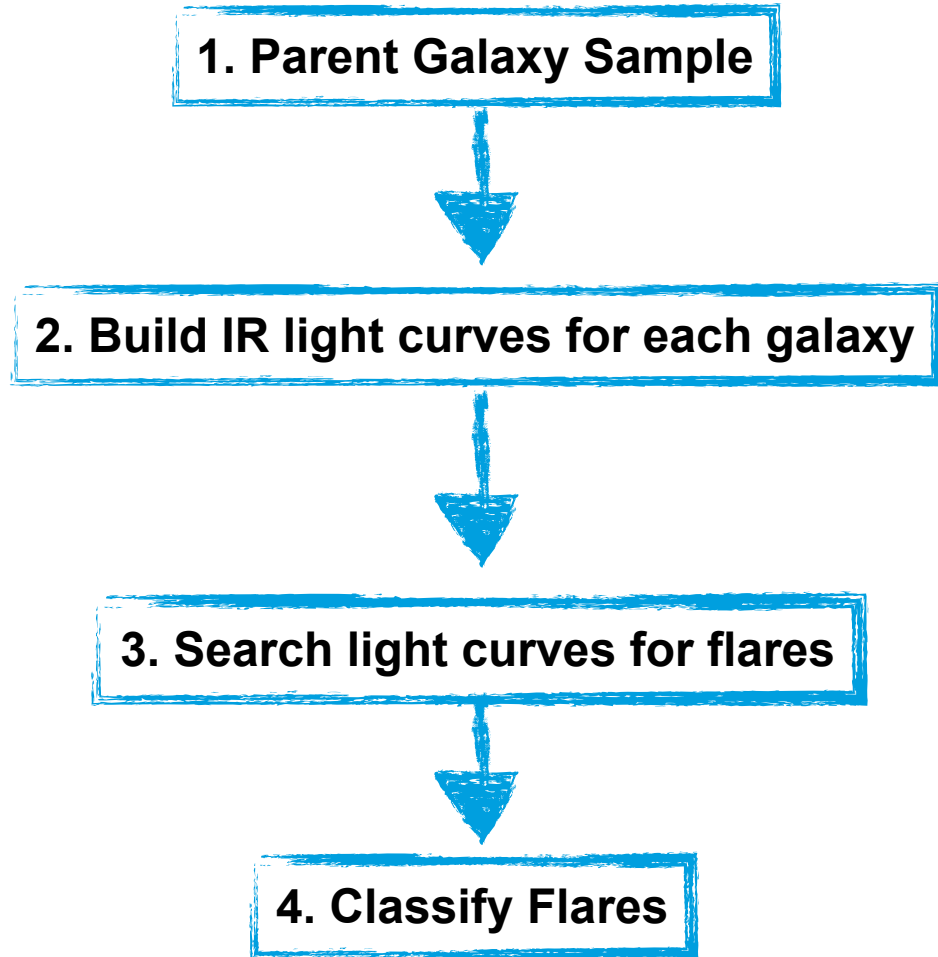 1. Parent Galaxy Sample
2. Build IR light curves for each galaxy
3. Search light curves for flares
4. Classify Flares